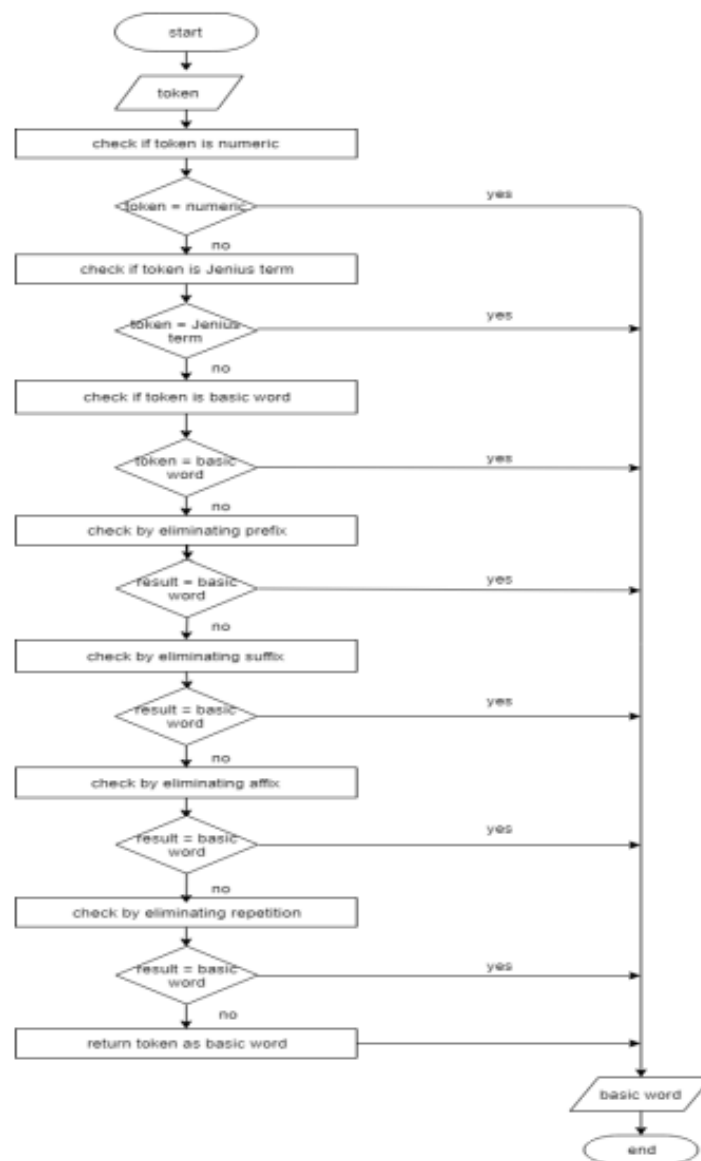 start
token
check if token is numeric
token = numeric
yes
no
check if token is Jenius term
token = Jenius
term
yes
no
check if token is basic word
token = basic
word
yes
no
check by eliminating prefix
result = basic
word
yes
no
check by eliminating suffix
result = basic
word
yes
no
check by eliminating affix
result = basic
word
yes
no
check by eliminating repetition
result = basic
word
yes
no
return token as basic word
basic word
end